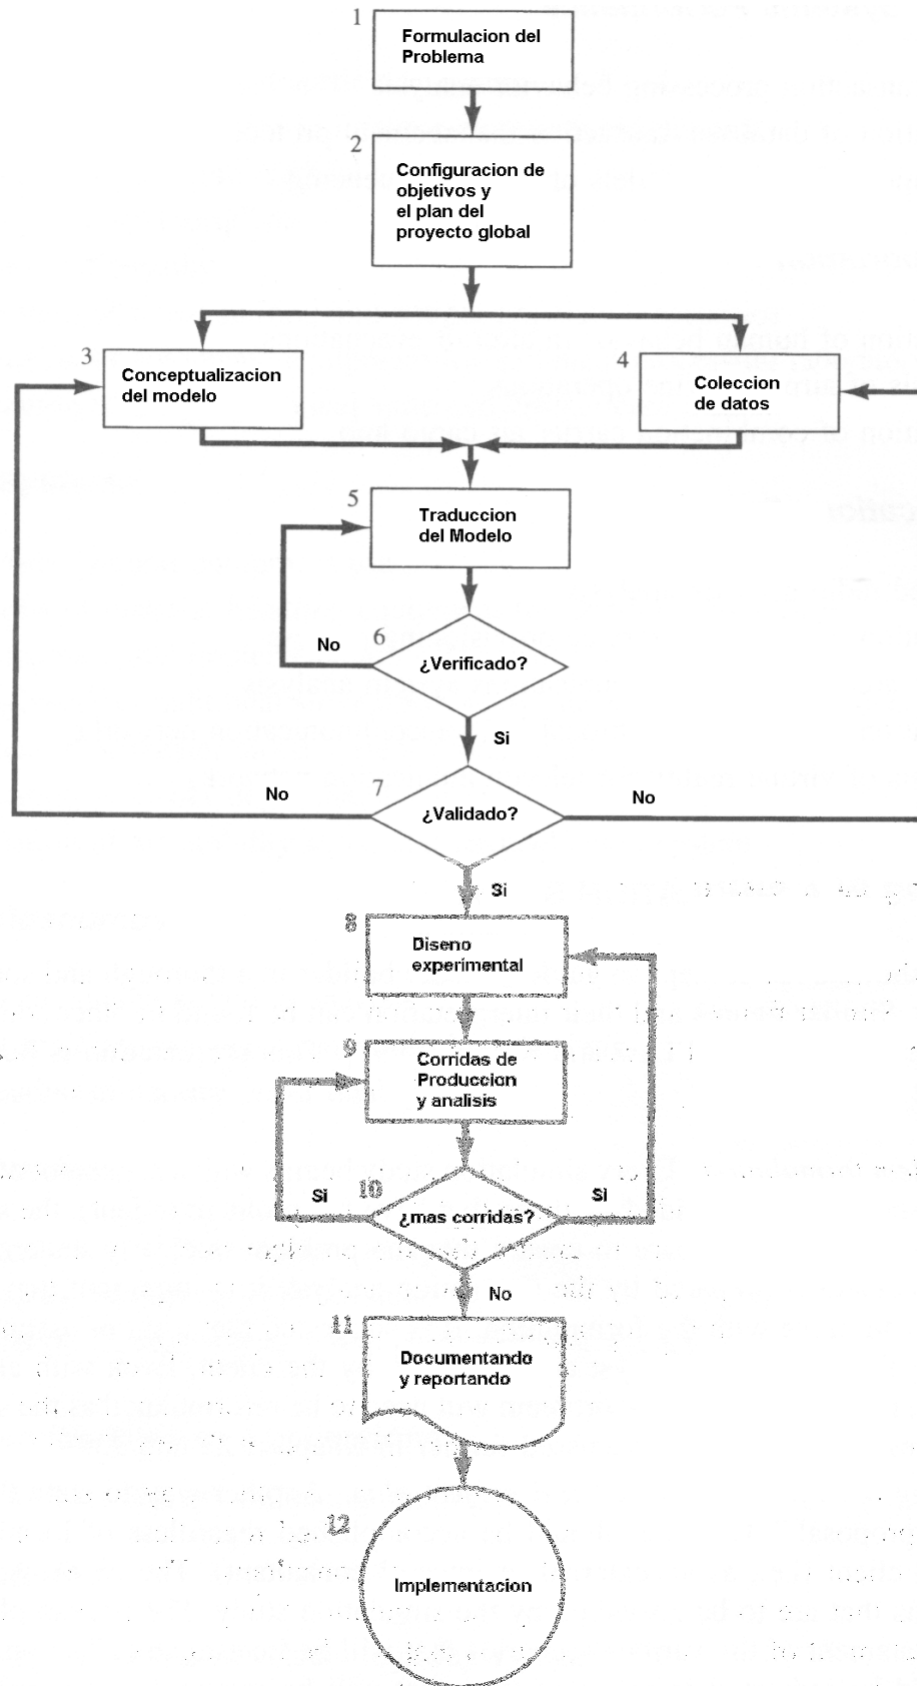 1
Formulacion del
Problema
2
Configuracion de
objetivos y
el plan del
proyecto global
3
Conceptualizacion
del modelo
4
Coleccion
de datos
5
Traduccion
del Modelo
6
No
¿Verificado?
Si
7
No
¿Validado?
No
Si
8
Diseno
experimental
9
Corridas de
Produccion
y analisis
10
Si
¿mas corridas?
Si
No
11
Documentando
y reportando
12
Implementacion